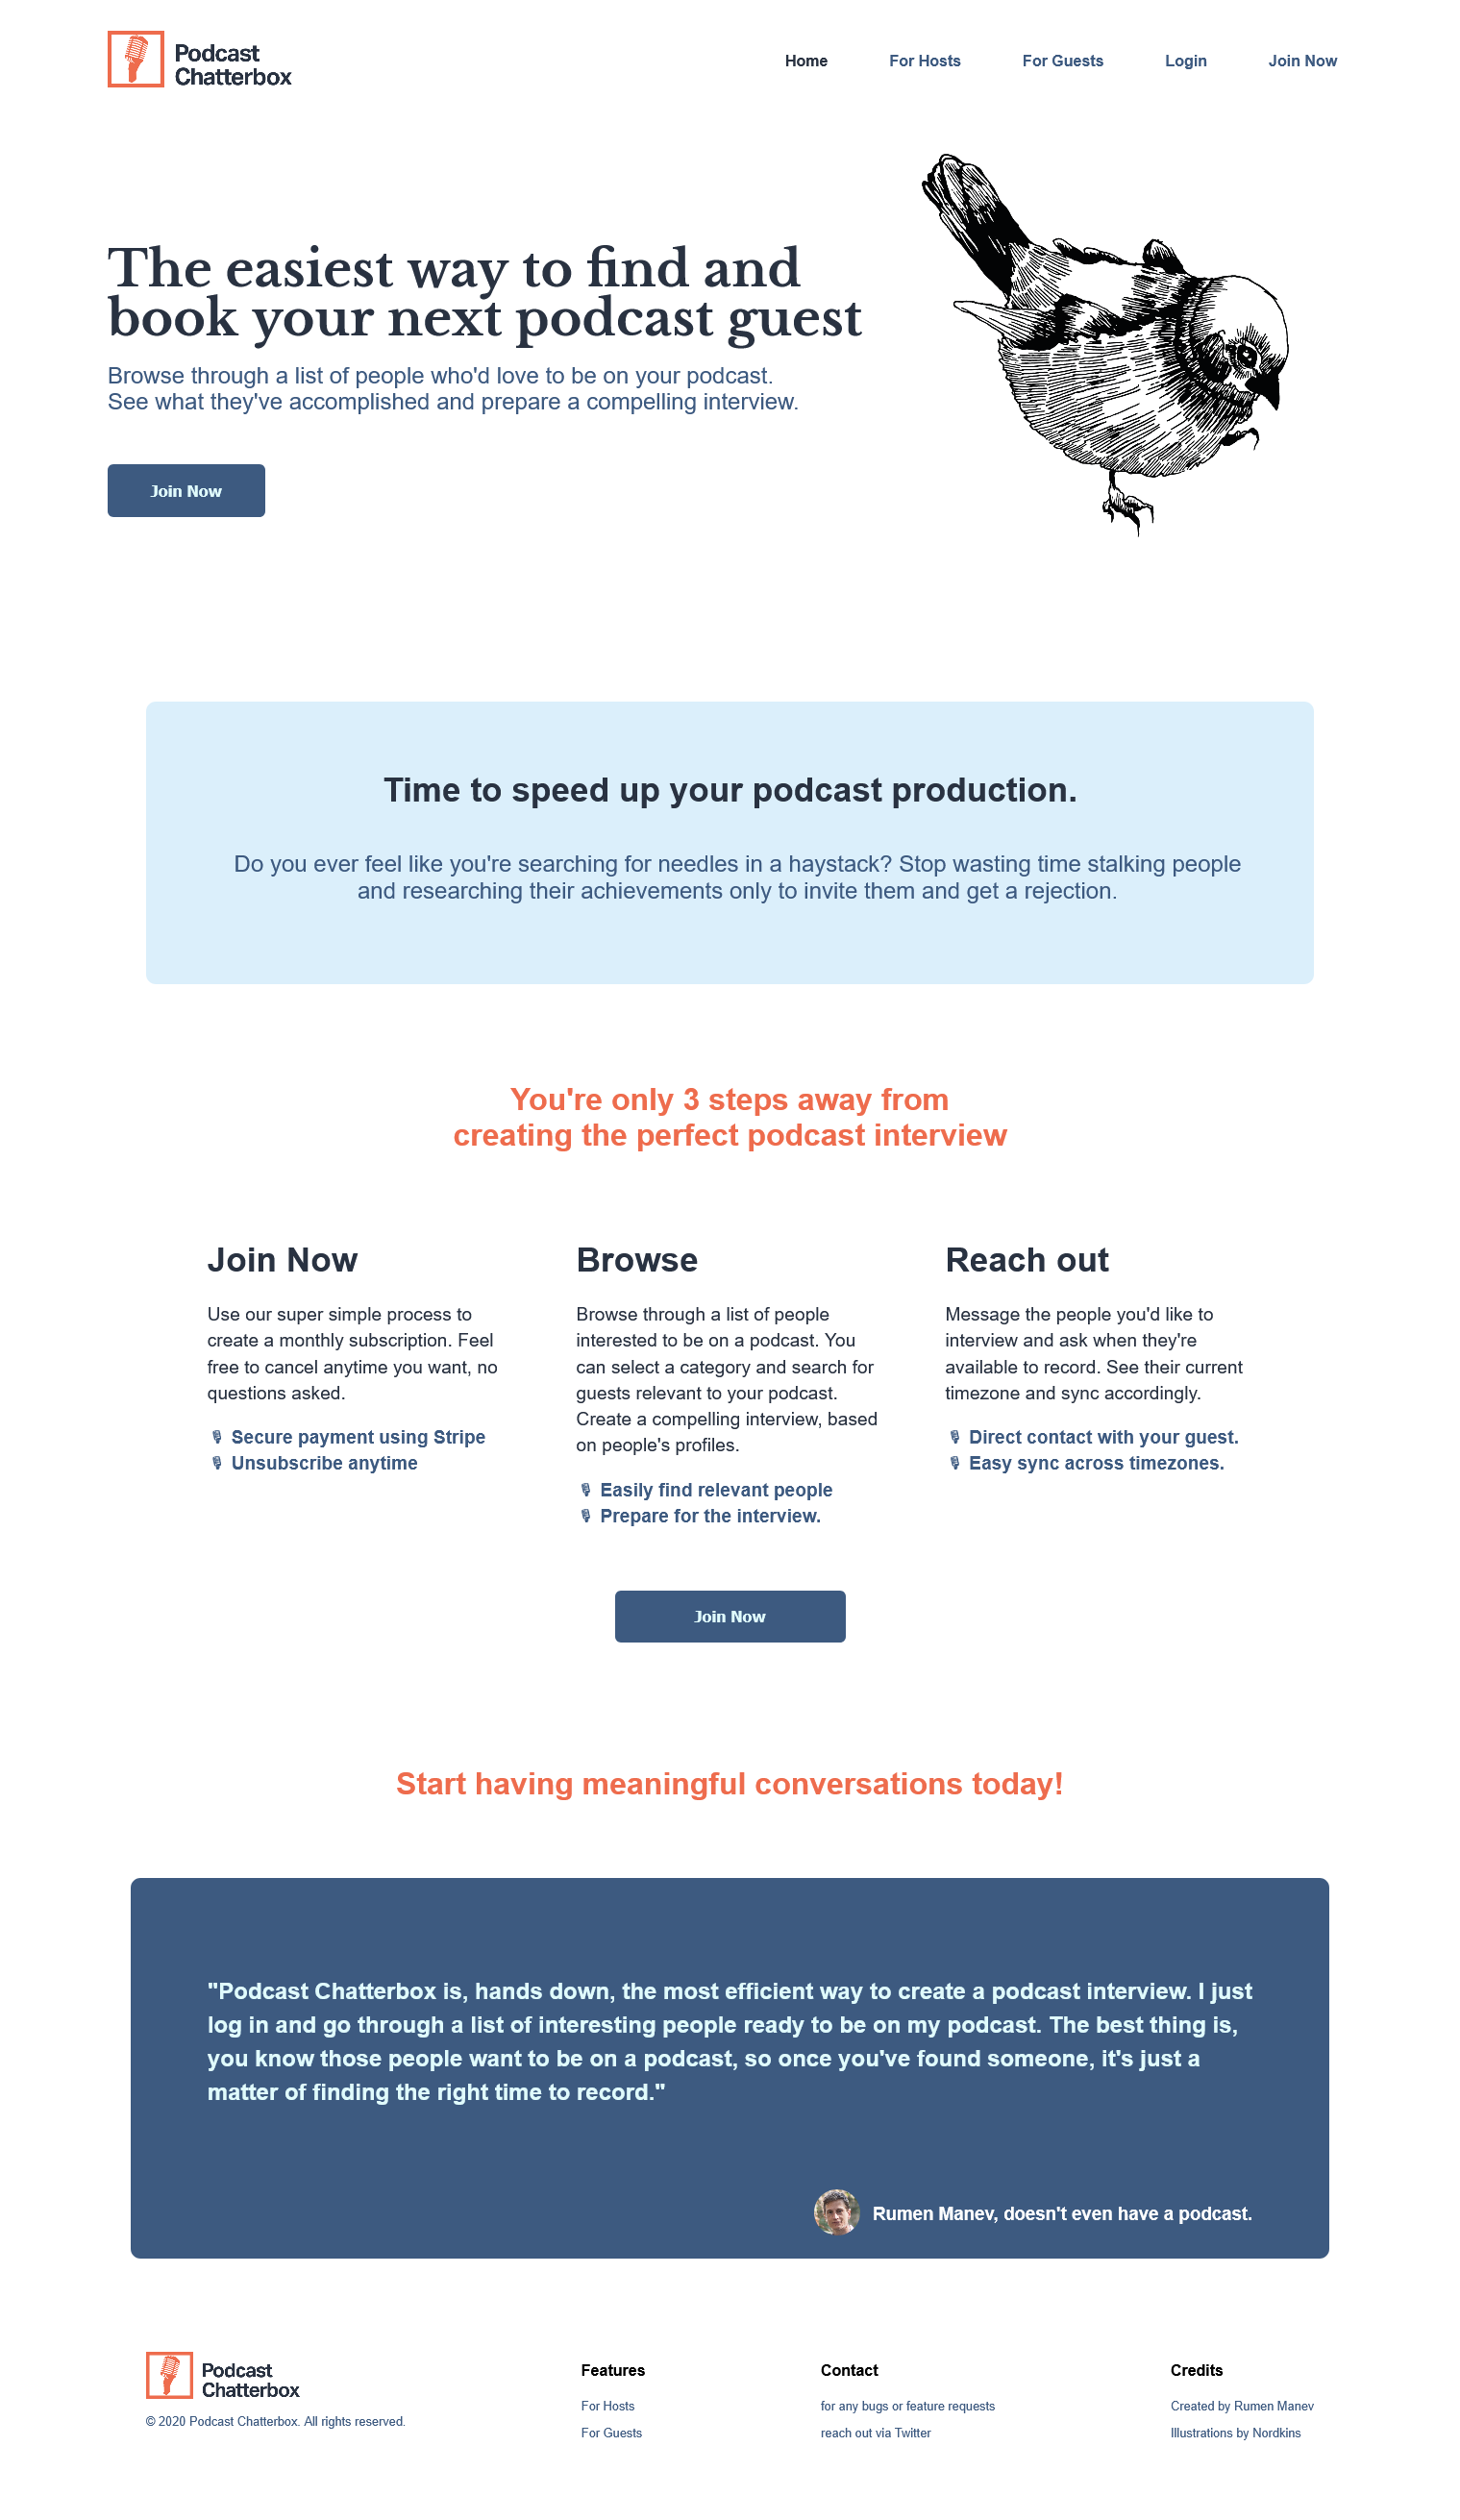 Podcast
Chatterbox
Home
For Hosts
For Guests
Login
Join Now
The easiest way to find and
book your next podcast guest
Browse through a list of people who'd love to be on your podcast.
See what they've accomplished and prepare a compelling interview.
Join Now
Time to speed up your podcast production.
Do you ever feel like you're searching for needles in a haystack? Stop wasting time stalking people
and researching their achievements only to invite them and get a rejection.
You're only 3 steps away from
creating the perfect podcast interview
Join Now
Use our super simple process to
create a monthly subscription. Feel
free to cancel anytime you want, no
questions asked.
Secure payment using Stripe
Unsubscribe anytime
Browse
Browse through a list of people
interested to be on a podcast. You
can select a category and search for
guests relevant to your podcast.
Create a compelling interview, based
on people's profiles.
Easily find relevant people
Prepare for the interview.
Reach out
Message the people you'd like to
interview and ask when they're
available to record. See their current
timezone and sync accordingly.
Direct contact with your guest.
Easy sync across timezones.
Join Now
Start having meaningful conversations today!
"Podcast Chatterbox is, hands down, the most efficient way to create a podcast interview. I just
log in and go through a list of interesting people ready to be on my podcast. The best thing is,
you know those people want to be on a podcast, so once you've found someone, it's just a
matter of finding the right time to record."
Rumen Manev, doesn't even have a podcast.
Podcast
Chatterbox
© 2020 Podcast Chatterbox. All rights reserved.
Features
For Hosts
For Guests
Contact
for any bugs or feature requests
reach out via Twitter
Credits
Created by Rumen Manev
Illustrations by Nordkins